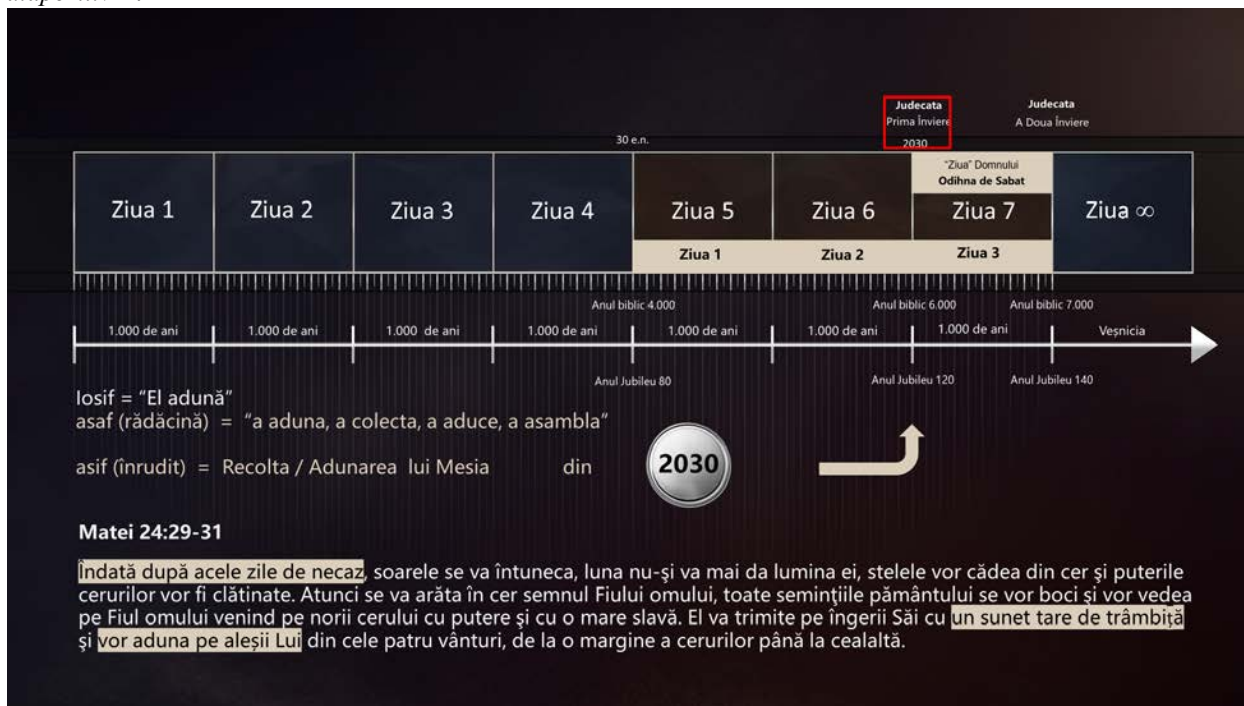 Judecata
Prima Înviere
2030
Judecata
A Doua Înviere
30 e.n.
Ziua 1
Ziua 2
Ziua 3
Ziua 4
Ziua 5
Ziua 6
"Ziua" Domnului
Odihna de Sabat
Ziua 7
Ziua ∞
Ziua 1
Ziua 2
Ziua 3
Anul biblic 4.000
Anul biblic 6.000
Anul biblic 7.000
1.000 de ani
1.000 de ani
1.000 de ani
1.000 de ani
1.000 de ani
1.000 de ani
1.000 de ani
Veșnicia
Anul Jubileu 80
Anul Jubileu 120
Anul Jubileu 140
Iosif = "El adună"
asaf (rădăcină) = "a aduna, a colecta, a aduce, a asambla"
asif (înrudit) = Recolta / Adunarea lui Mesia din 2030
Matei 24:29-31
Îndată după acele zile de necaz, soarele se va întuneca, luna nu-şi va mai da lumina ei, stelele vor cădea din cer şi puterile
cerurilor vor fi clătinate. Atunci se va arăta în cer semnul Fiului omului, toate seminţiile pământului se vor boci şi vor vedea
pe Fiul omului venind pe norii cerului cu putere şi cu o mare slavă. El va trimite pe îngerii Săi cu un sunet tare de trâmbiţă
şi vor aduna pe aleșii Lui din cele patru vânturi, de la o margine a cerurilor până la cealaltă.